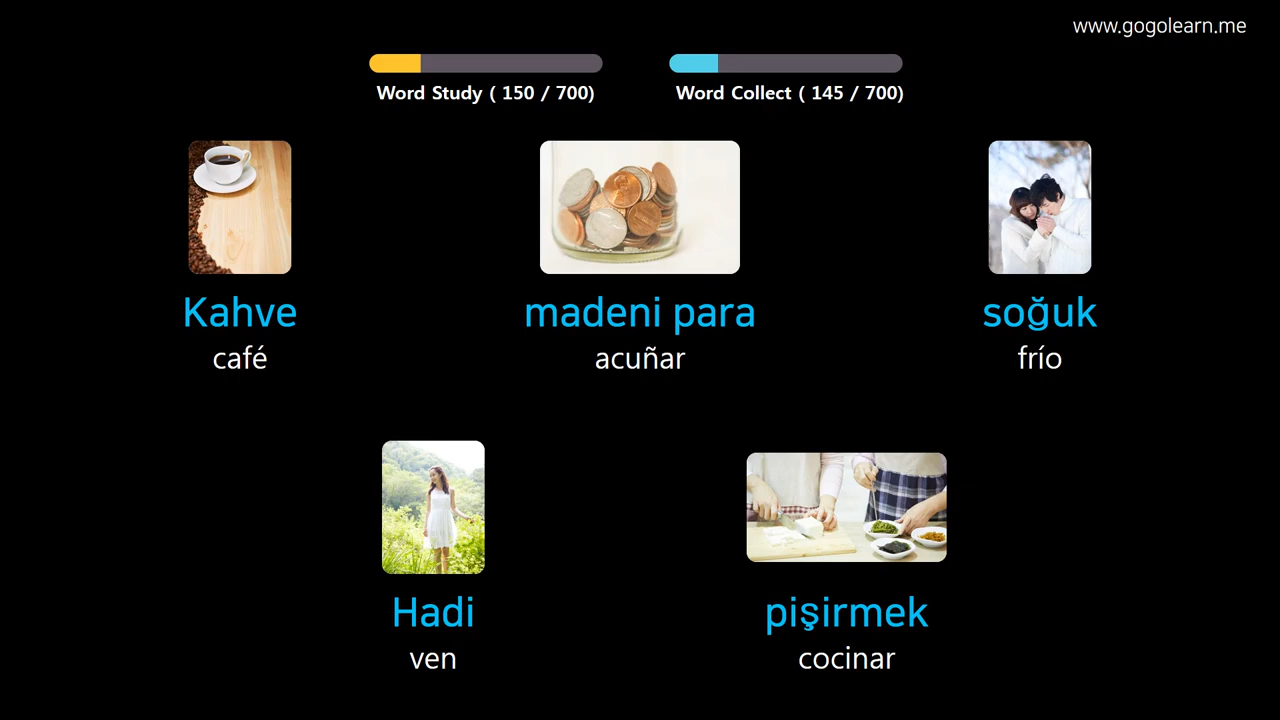 www.gogolearn.me
Word Study ( 150 / 700)
Word Collect ( 145 / 700)
Kahve
café
madeni para
acuñar
soğuk
frío
Hadi
ven
pişirmek
cocinar